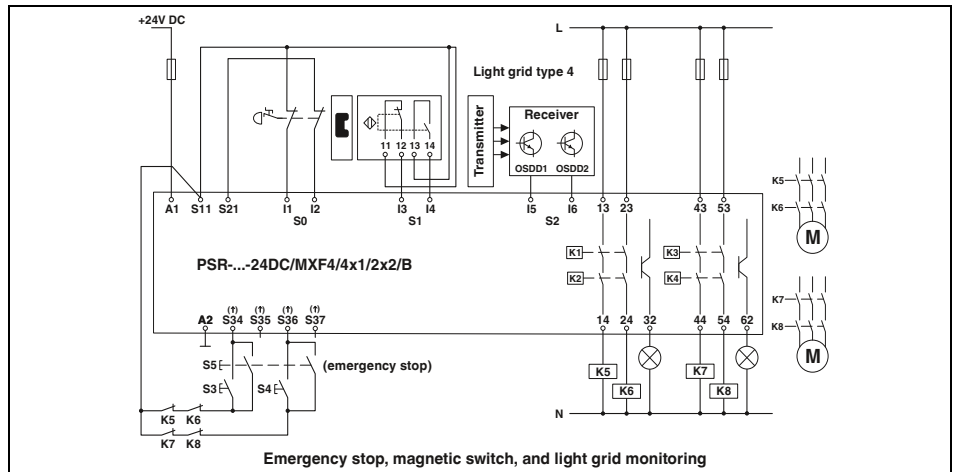 +24V DC
L
Light grid type 4
Transmitter
Receiver
OSDD1 OSDD2
11 12 13 14
A1 S11 S21 I1 I2 I3 I4 I5 I6 13 23 43 53
S0 S1 S2
K5
K6
M
K1 K3
K2 K4
PSR-...-24DC/MXF4/4x1/2x2/B
K7
K8
M
(↑) (↑) (↑) (↑)
A2 S34 S35 S36 S37 14 24 32 44 54 62
S5 (emergency stop)
S3 S4
K5 K7
K6 K8
K5 K6
K7 K8
N
Emergency stop, magnetic switch, and light grid monitoring